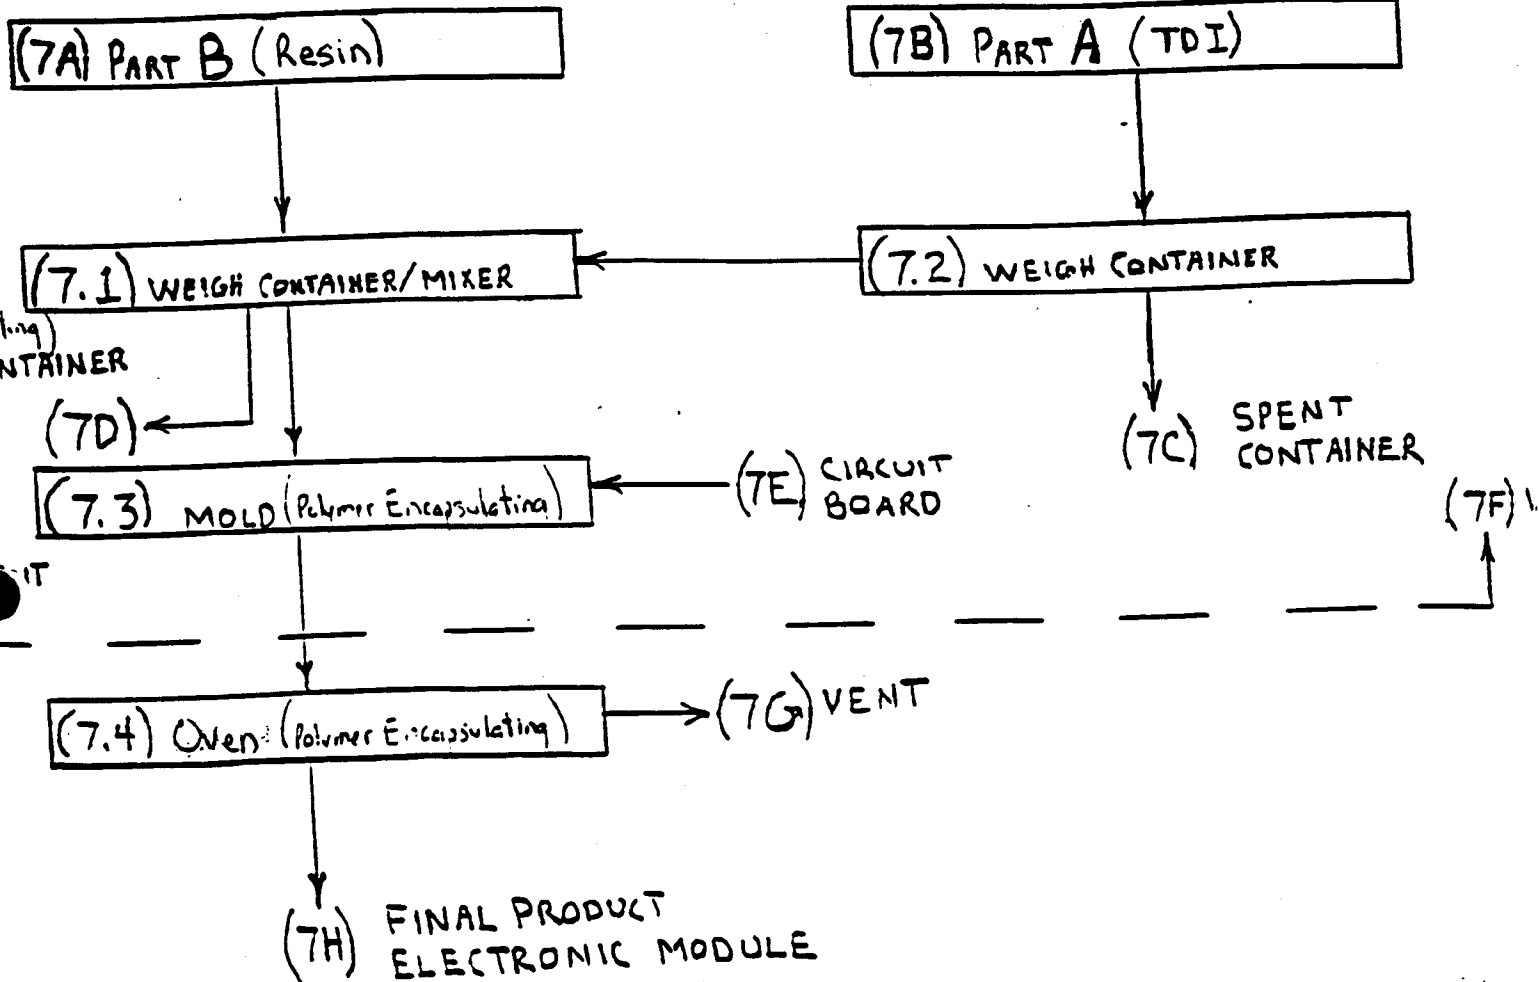 (7A) PART B (Resin)
(7B) PART A (TDI)
(7.1) WEIGH CONTAINER/MIXER
(7.2) WEIGH CONTAINER
NTAINER
(7D)
(7C) SPENT
CONTAINER
(7.3) MOLD (Polymer Encapsulating)
(7E) CIRCUIT
BOARD
(7F)
IT
(7.4) Oven (Polymer Encapsulating)
(7G) VENT
(7H) FINAL PRODUCT
ELECTRONIC MODULE